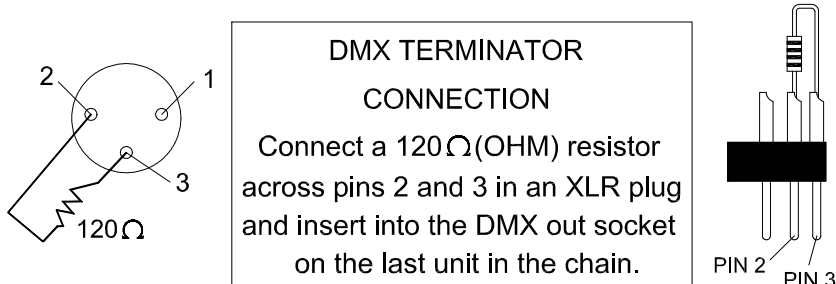 2
1
3
120Ω
DMX TERMINATOR
CONNECTION
Connect a 120Ω(OHM) resistor
across pins 2 and 3 in an XLR plug
and insert into the DMX out socket
on the last unit in the chain.
PIN 2
PIN 3